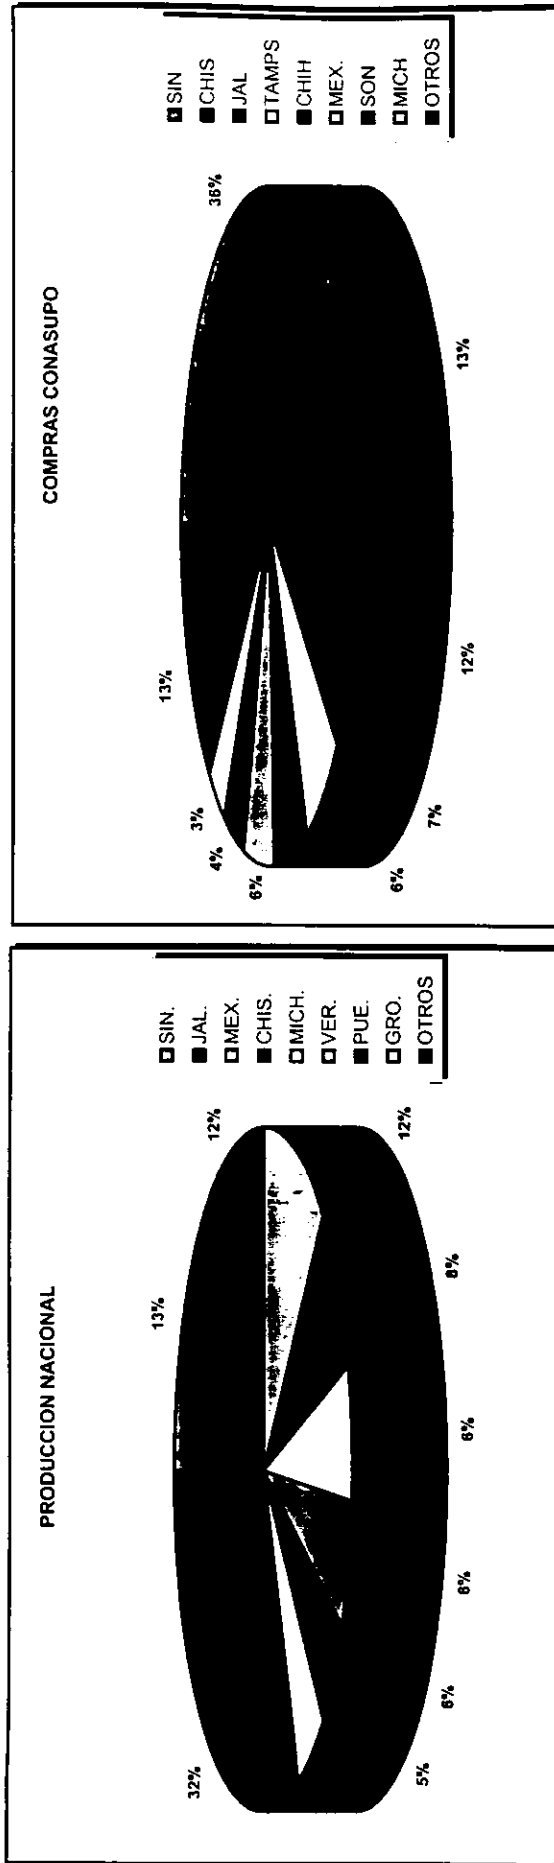 PRODUCCION NACIONAL
13%
12%
12%
8%
6%
6%
6%
5%
32%
SIN.
JAL.
MEX.
CHIS.
MICH.
VER.
PUE.
GRO.
OTROS
COMPRAS CONASUPO
36%
13%
12%
7%
6%
6%
4%
3%
13%
SIN
CHIS
JAL
TAMPS
CHIH
MEX.
SON
MICH
OTROS